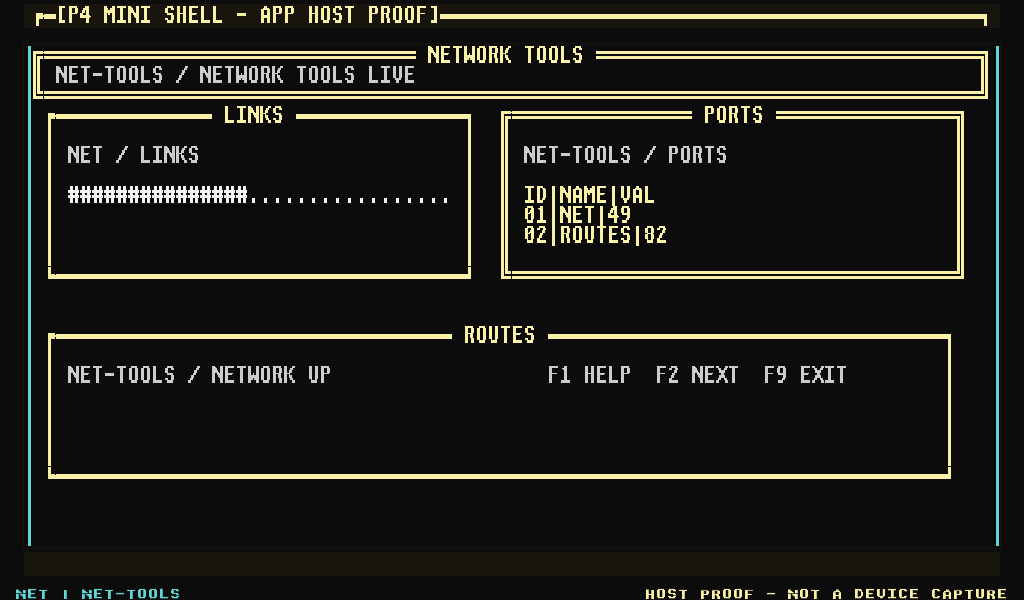 [P4 MINI SHELL - APP HOST PROOF]
NETWORK TOOLS
NET-TOOLS / NETWORK TOOLS LIVE
LINKS
NET / LINKS
###############.................
PORTS
NET-TOOLS / PORTS
ID|NAME|VAL
01|NET|49
02|ROUTES|82
ROUTES
NET-TOOLS / NETWORK UP
F1 HELP  F2 NEXT  F9 EXIT
NET | NET-TOOLS
HOST PROOF - NOT A DEVICE CAPTURE